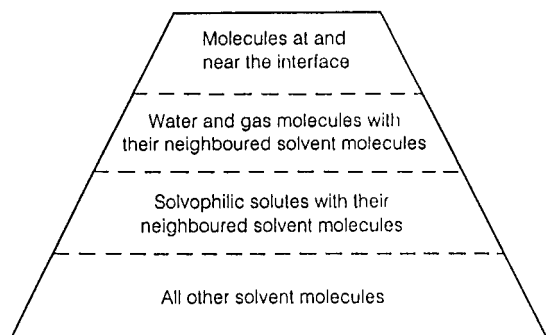 Molecules at and
near the interface
Water and gas molecules with
their neighboured solvent molecules
Solvophilic solutes with their
neighboured solvent molecules
All other solvent molecules